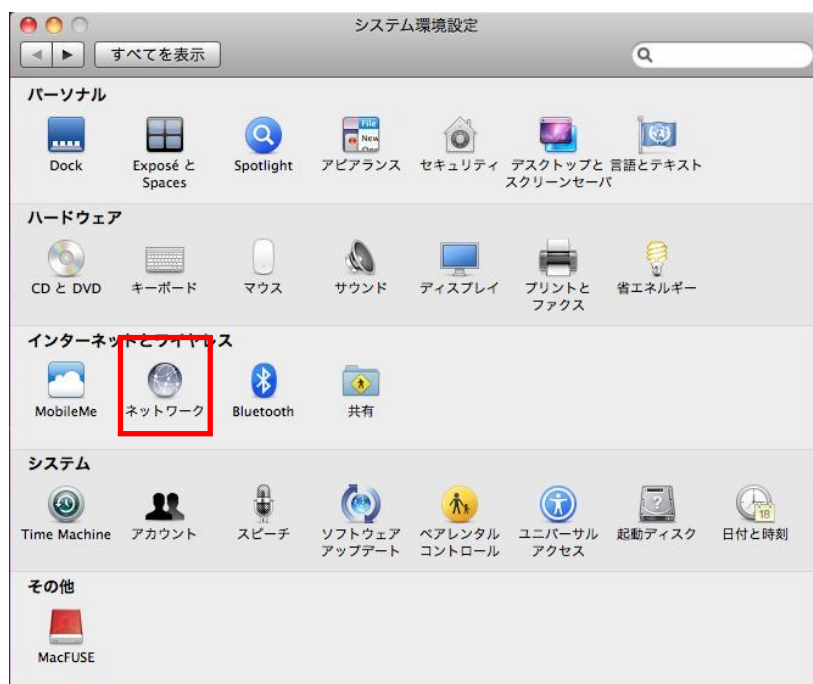 システム環境設定
すべてを表示
パーソナル
Dock
Exposé と
Spaces
Spotlight
File
New
アピアランス
セキュリティ
デスクトップと
スクリーンセーバ
言語とテキスト
ハードウェア
CD と DVD
キーボード
マウス
サウンド
ディスプレイ
プリントと
ファクス
省エネルギー
インターネットとワイヤレス
MobileMe
ネットワーク
Bluetooth
共有
システム
Time Machine
アカウント
スピーチ
ソフトウェア
アップデート
ペアレンタル
コントロール
ユニバーサル
アクセス
?
起動ディスク
18
日付と時刻
その他
MacFUSE